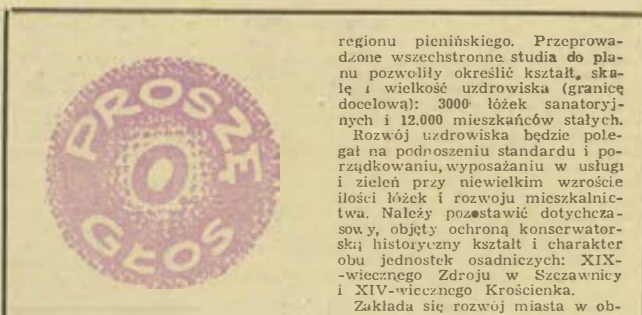 PROSZĘ
O
GŁOS
regionu pienińskiego. Przeprowa-
dzone wszechstronne studia do pla-
nu pozwoliły określić kształt, ska-
lę i wielkość uzdrowiska (granicę
docelową): 3000 łóżek sanatoryj-
nych i 12.000 mieszkańców stałych.
Rozwój uzdrowiska będzie pole-
gał na podnoszeniu standardu i po-
rządkowaniu, wyposażaniu w usługi
i zieleń przy niewielkim wzroście
ilości łóżek i rozwoju mieszkalnic-
twa. Należy pozostawić dotychcza-
sowy, objęty ochroną konserwator-
ską historyczny kształt i charakter
obu jednostek osadniczych: XIX-
-wiecznego Zdroju w Szczawnicy
i XIV-wiecznego Krościenka.
Zakłada się rozwój miasta w ob-